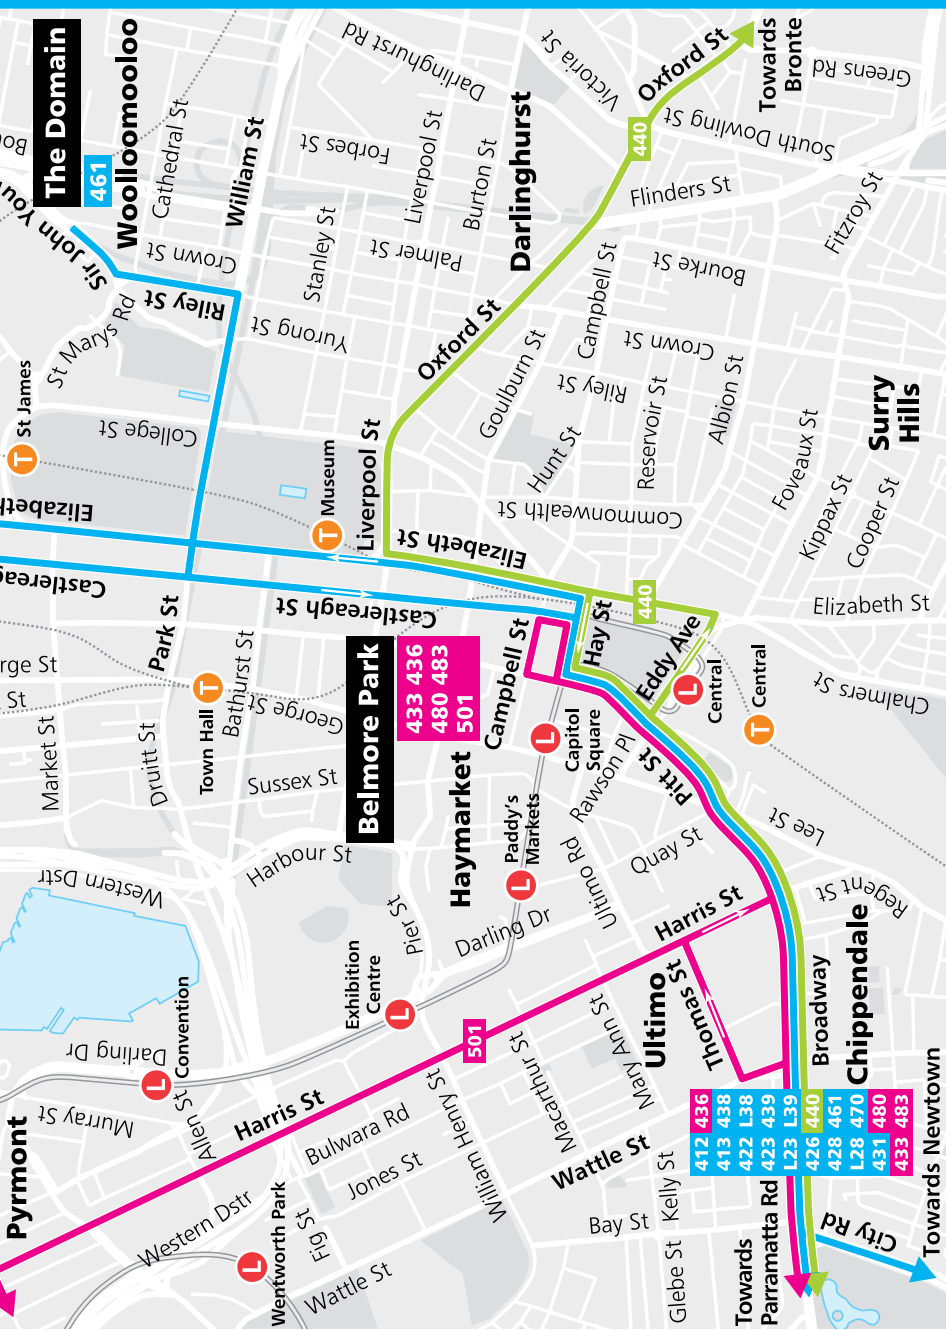 The Domain
461
Woolloomooloo
Cathedral St
William St
Sir John You
Bou
Crown St
Riley St
St Marys Rd
St James
T
College St
Elizabeth
Castlereagh
Darlinghurst Rd
Forbes St
Liverpool St
Burton St
Stanley St
Palmer St
Yurong St
Darlinghurst
Victoria St
Oxford St
Towards
Bronte
Greens Rd
440
South Dowling St
Flinders St
Fitzroy St
Campbell St
Bourke St
Oxford St
Goulburn St
Crown St
Riley St
Albion St
Reservoir St
Hunt St
Commonwealth St
Foveaux St
Surry
Hills
Kippax St
Cooper St
Museum
T
Liverpool St
Elizabeth St
Castlereagh St
Park St
rge St
St
Market St
Druitt St
Town Hall
T
Bathurst St
George St
Sussex St
Belmore Park
433 436
480 483
501
Campbell St
Hay St
440
Eddy Ave
Elizabeth St
Chalmers St
Central
L
Central
T
Haymarket
Capitol
Square
L
Rawson Pl
Pitt St
Lee St
Paddy's
Markets
L
Ultimo Rd
Quay St
Harbour St
Western Dstr
Pier St
Darling Dr
Harris St
Regent St
Chippendale
Broadway
Exhibition
Centre
L
Convention
L
Darling Dr
Murray St
Allen St
Pyrmont
501
Ultimo
Thomas St
Mary Ann St
Macarthur St
William Henry St
Harris St
Bulwara Rd
Jones St
Wattle St
Western Dstr
Wentworth Park
L
Fig St
Wattle St
Bay St
Kelly St
Glebe St
412 436
413 438
422 L38
423 439
L23 L39
426 440
428 461
L28 470
431 480
433 483
Towards
Parramatta Rd
City Rd
Towards Newtown